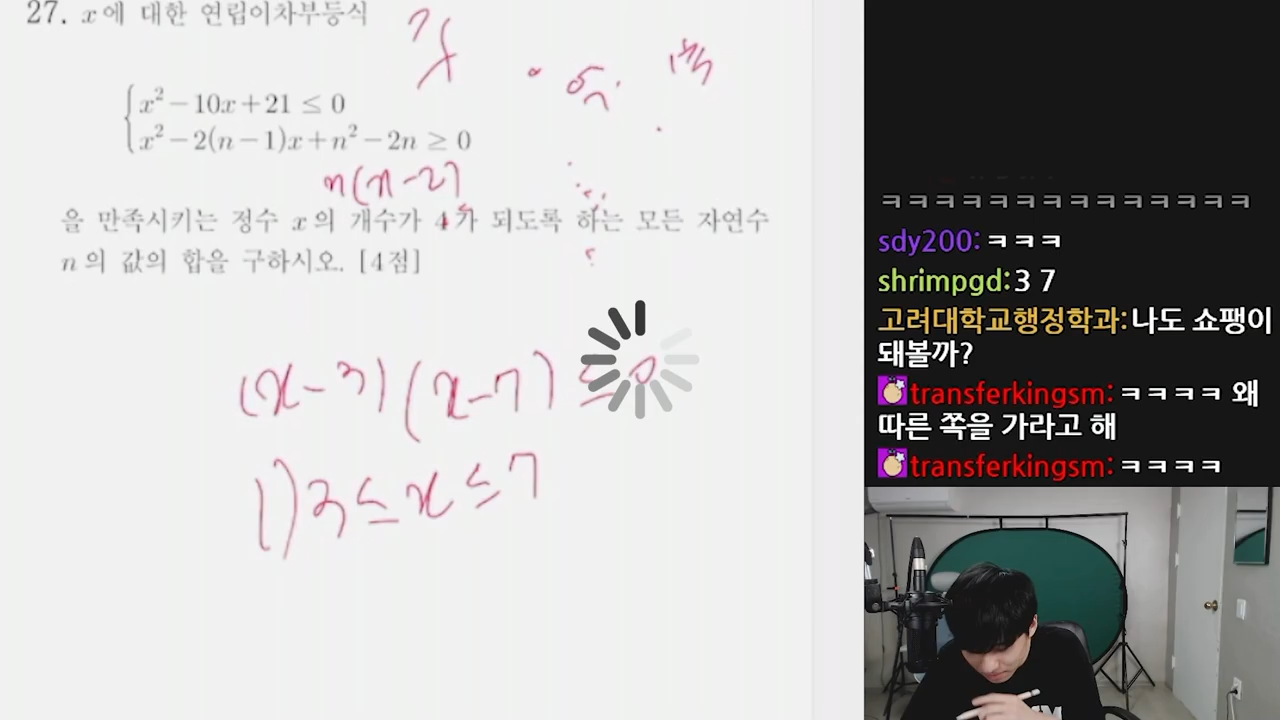 27. x에 대한 연립이차부등식
x² − 10x + 21 ≤ 0
x² − 2(n−1)x + n² − 2n ≥ 0
n(n−2)
을 만족시키는 정수 x의 개수가 4가 되도록 하는 모든 자연수
n의 값의 합을 구하시오. [4점]
(x−3)(x−7) ≤ 0
1) 3 ≤ x ≤ 7
ㅋㅋㅋㅋㅋㅋㅋㅋㅋㅋㅋㅋㅋㅋ
sdy200: ㅋㅋㅋ
shrimpgd: 3 7
고려대학교행정학과: 나도 쇼팽이
돼볼까?
transferkingsm: ㅋㅋㅋㅋ 왜
따른 쪽을 가라고 해
transferkingsm: ㅋㅋㅋㅋ